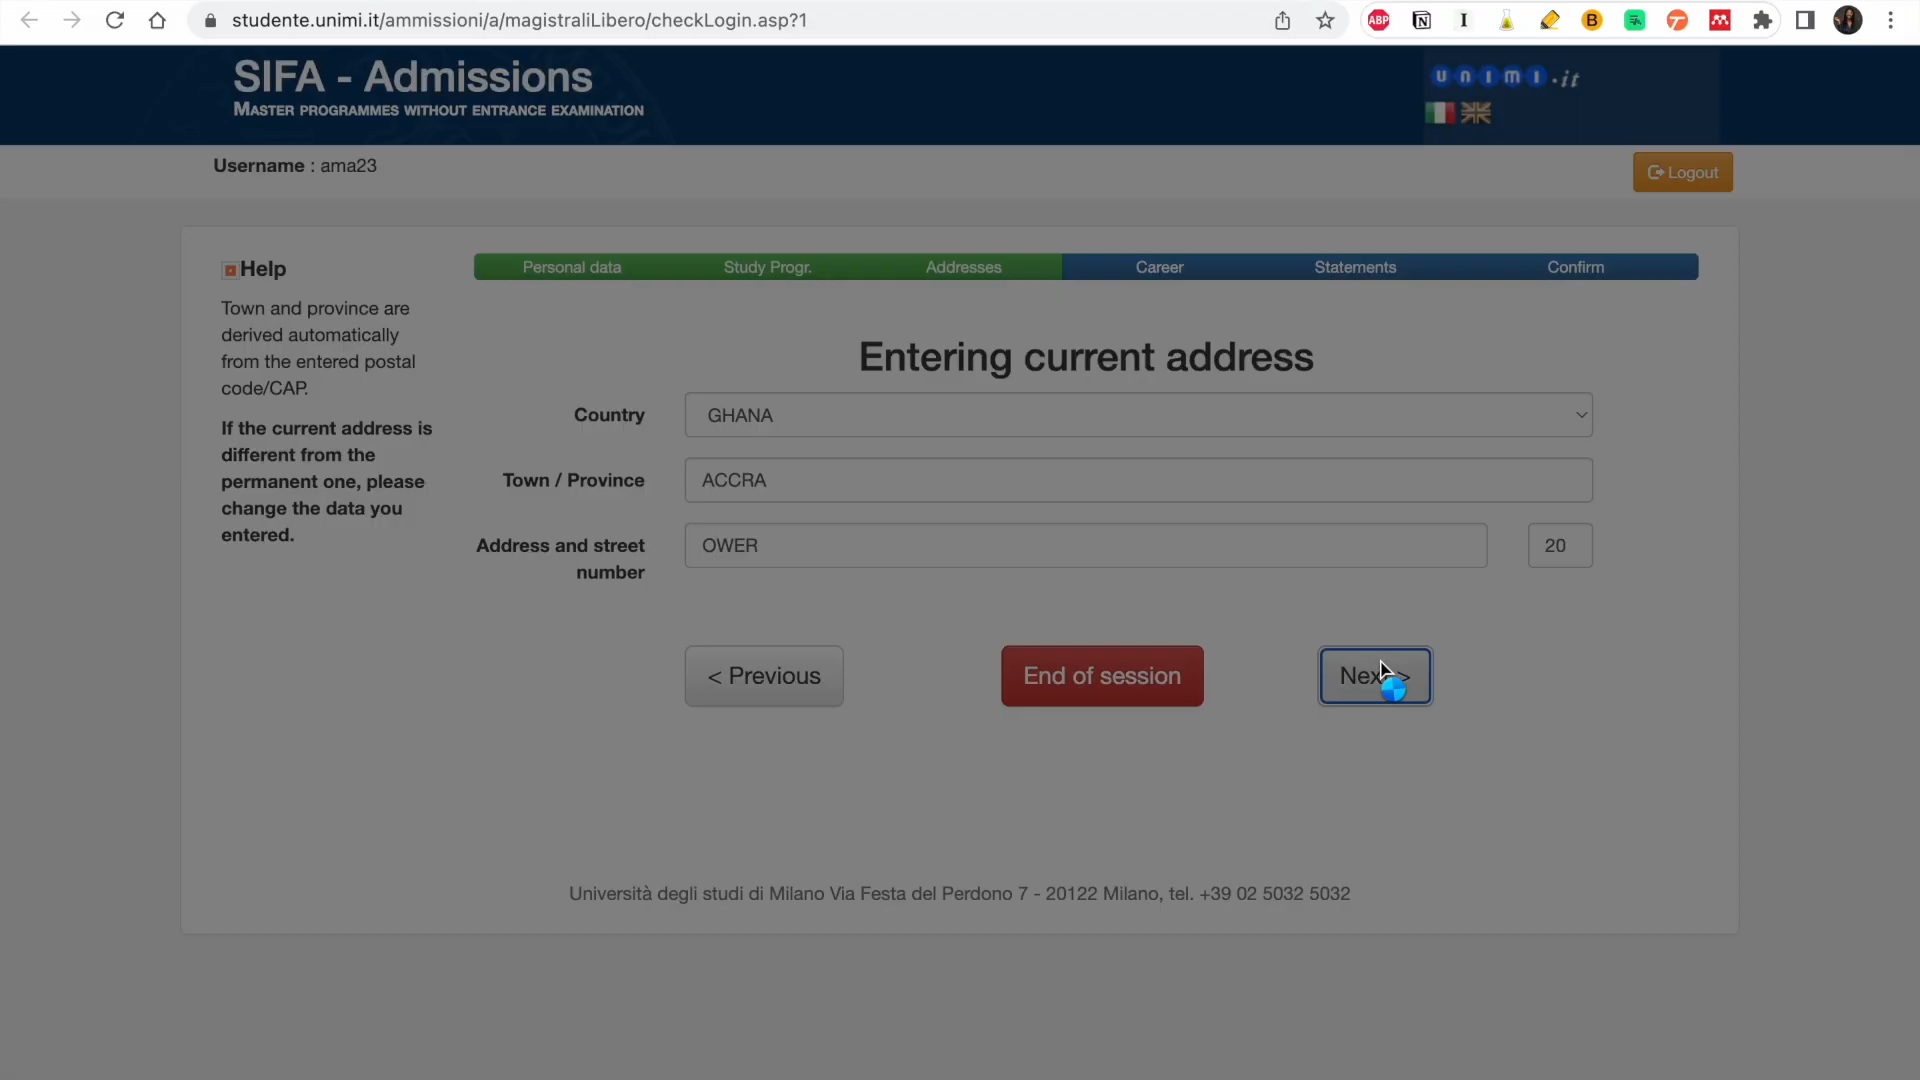 studente.unimi.it/ammissioni/a/magistraliLibero/checkLogin.asp?1
ABP
SIFA - Admissions
MASTER PROGRAMMES WITHOUT ENTRANCE EXAMINATION
unimi.it
Username : ama23
Logout
Help
Personal data Study Progr. Addresses Career Statements Confirm
Town and province are
derived automatically
from the entered postal
code/CAP.
If the current address is
different from the
permanent one, please
change the data you
entered.
Entering current address
Country GHANA
Town / Province ACCRA
Address and street
number
OWER 20
< Previous End of session Next >
Università degli studi di Milano Via Festa del Perdono 7 - 20122 Milano, tel. +39 02 5032 5032